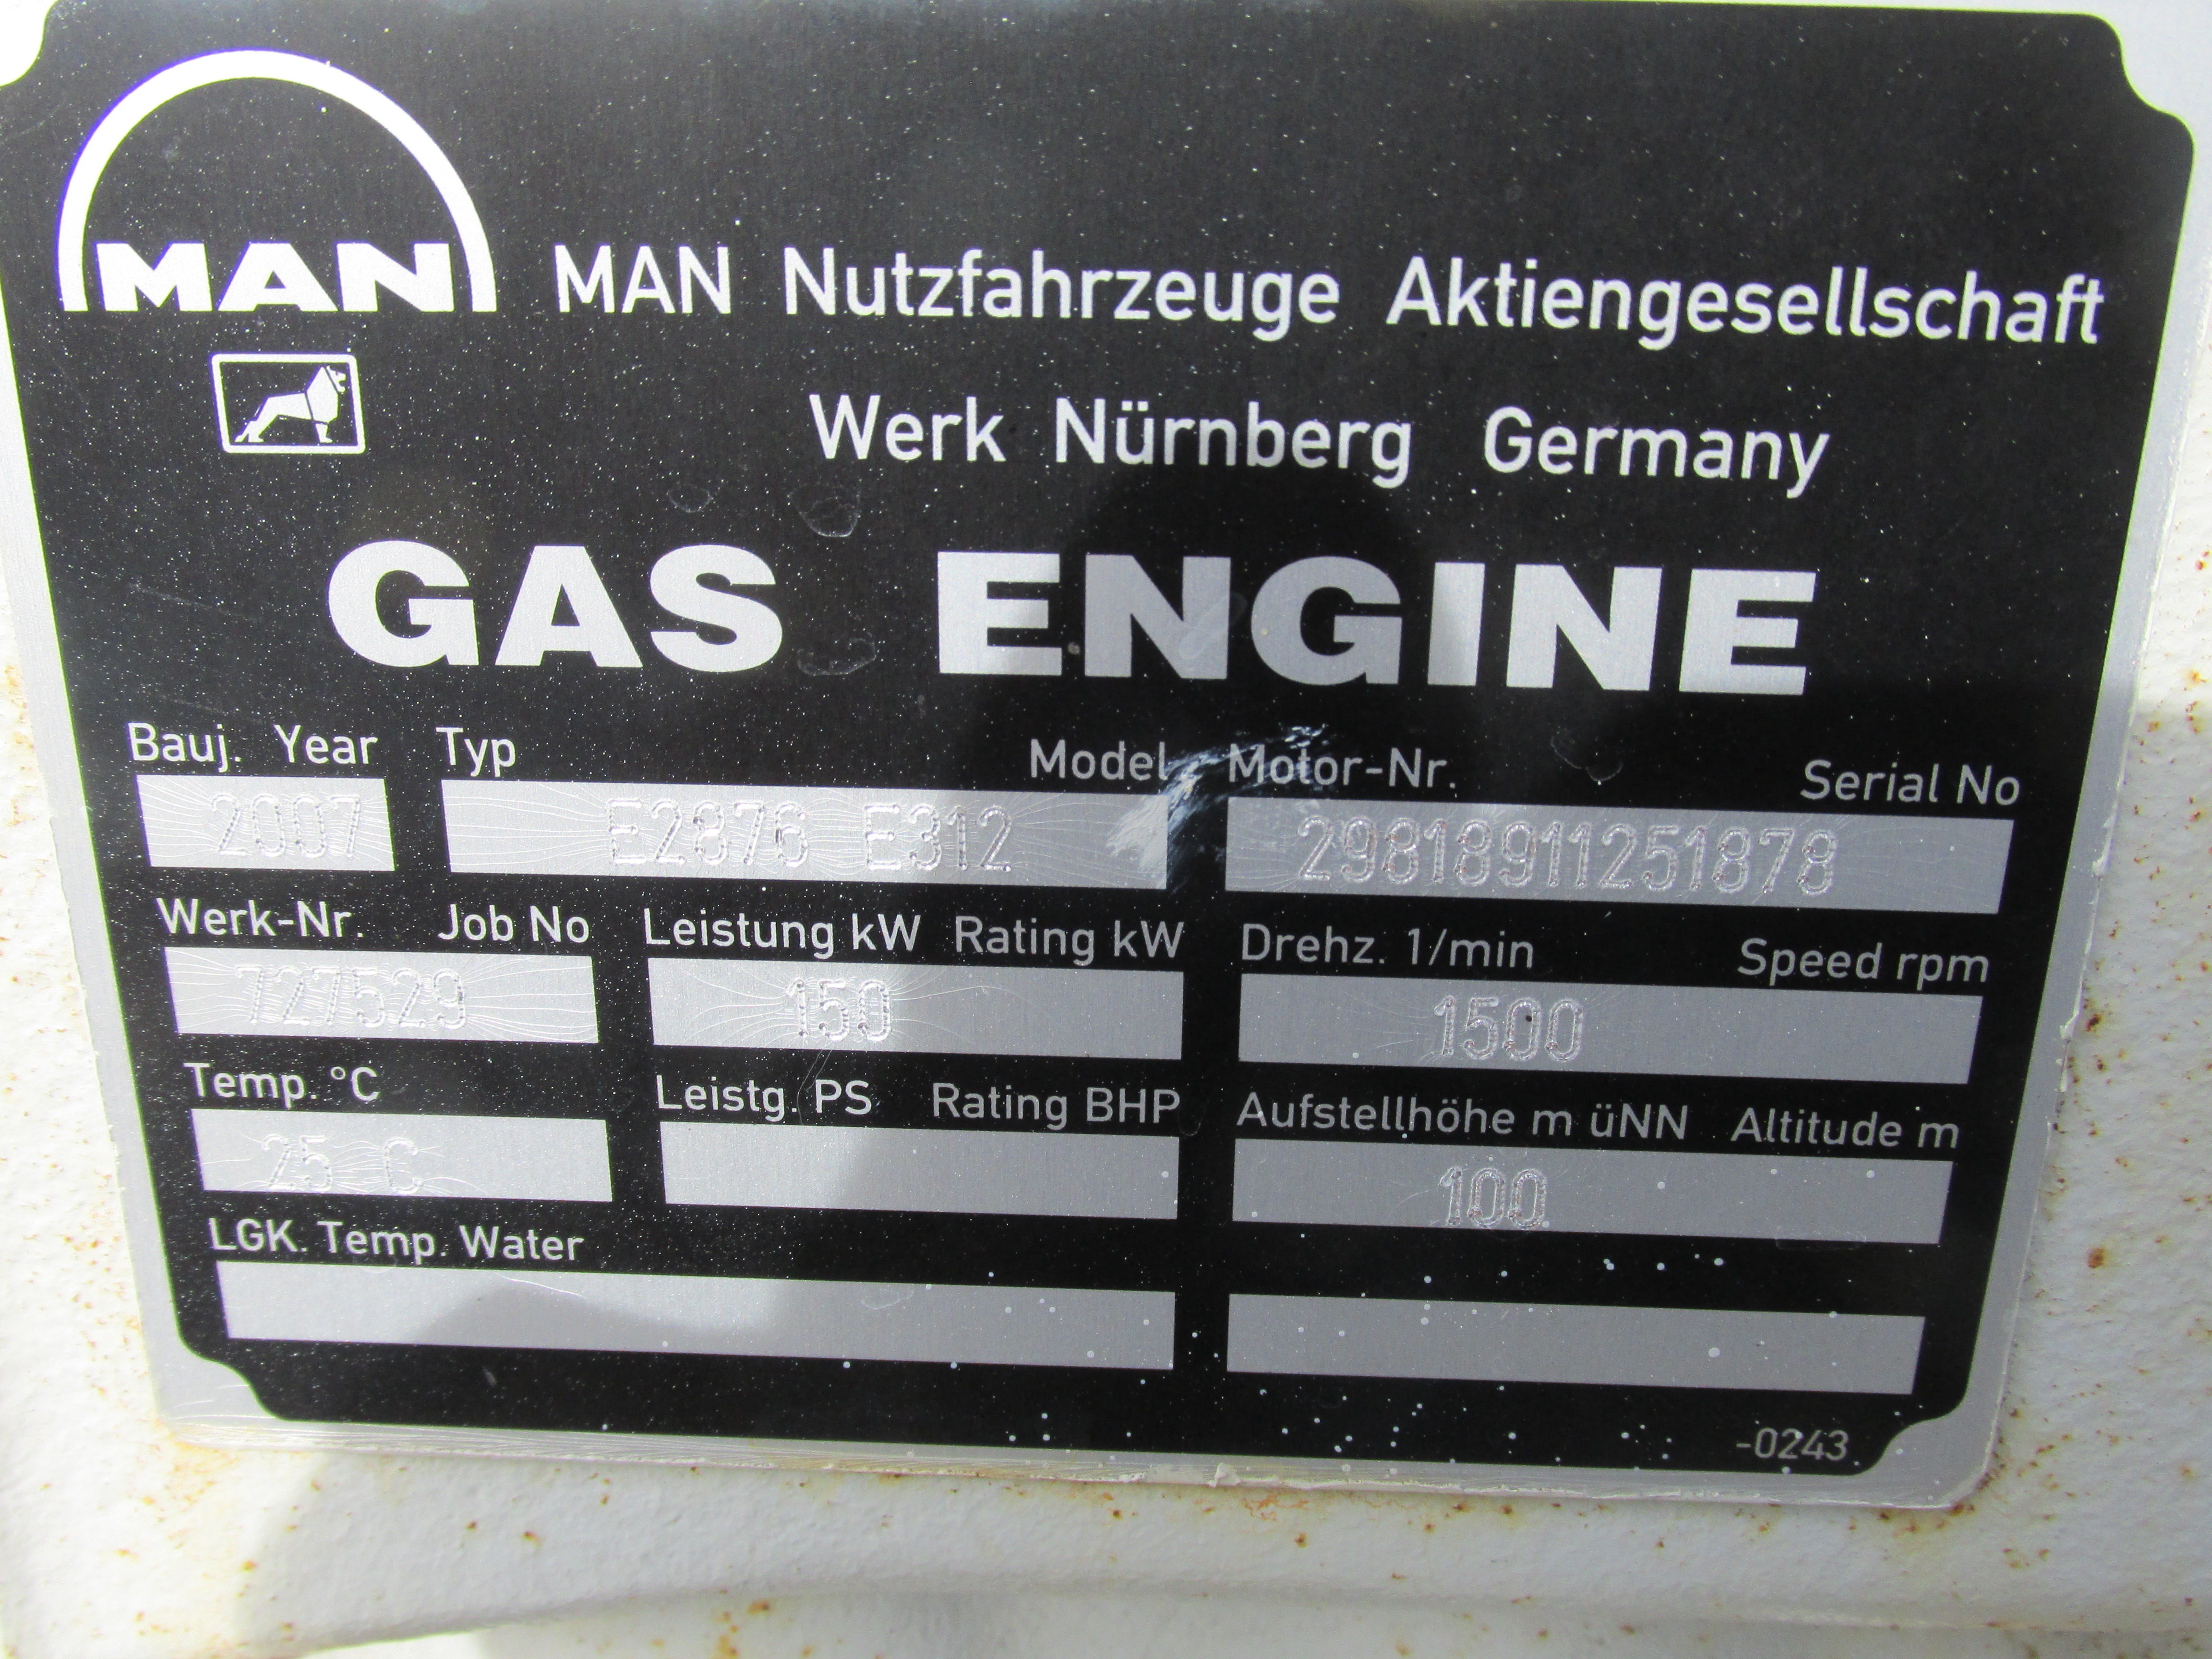 MAN
MAN Nutzfahrzeuge Aktiengesellschaft
Werk Nürnberg Germany
GAS ENGINE
Bauj. Year Typ Model Motor-Nr. Serial No
2007 E2876 E312 29818911251878
Werk-Nr. Job No Leistung kW Rating kW Drehz. 1/min Speed rpm
727529 150 1500
Temp. °C Leistg. PS Rating BHP Aufstellhöhe m üNN Altitude m
25 C 100
LGK. Temp. Water
-0243